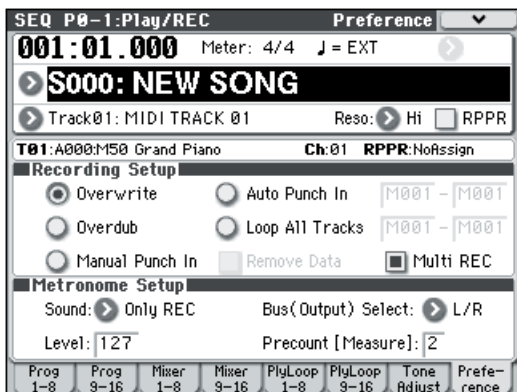 SEQ P0-1:Play/REC Preference
001:01.000 Meter: 4/4 ♩= EXT
S000: NEW SONG
Track01: MIDI TRACK 01 Reso: Hi RPPR
T01:A000:M50 Grand Piano Ch:01 RPPR:NoAssign
Recording Setup
Overwrite Auto Punch In M001 - M001
Overdub Loop All Tracks M001 - M001
Manual Punch In Remove Data Multi REC
Metronome Setup
Sound: Only REC Bus(Output) Select: L/R
Level: 127 Precount [Measure]: 2
Prog Prog Mixer Mixer PlyLoop PlyLoop Tone Prefe-
1-8 9-16 1-8 9-16 1-8 9-16 Adjust rence